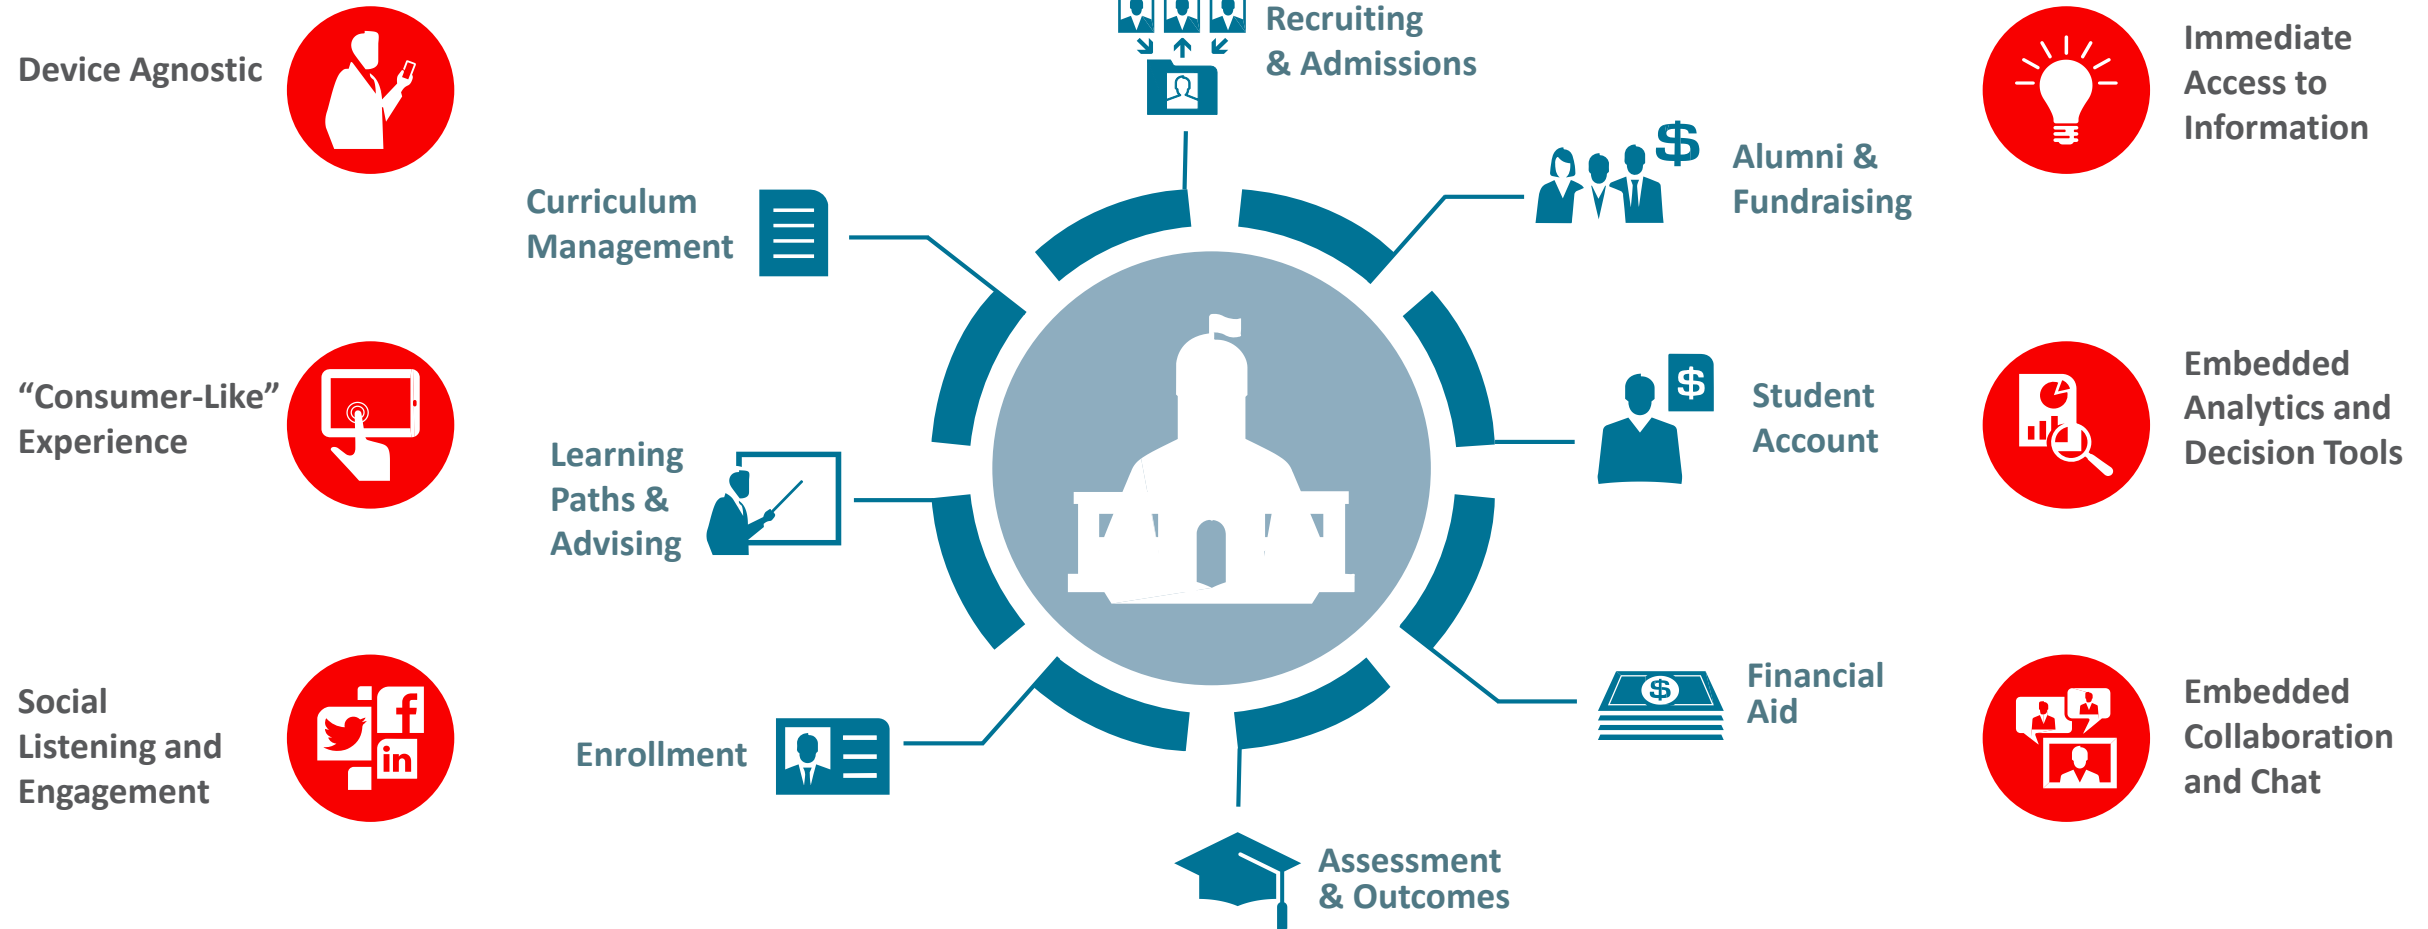 Device Agnostic
“Consumer-Like”
Experience
Social
Listening and
Engagement
Recruiting
& Admissions
Curriculum
Management
Learning
Paths &
Advising
Enrollment
$
Alumni &
Fundraising
$
Student
Account
$
Financial
Aid
Assessment
& Outcomes
f
in
Immediate
Access to
Information
Embedded
Analytics and
Decision Tools
Embedded
Collaboration
and Chat